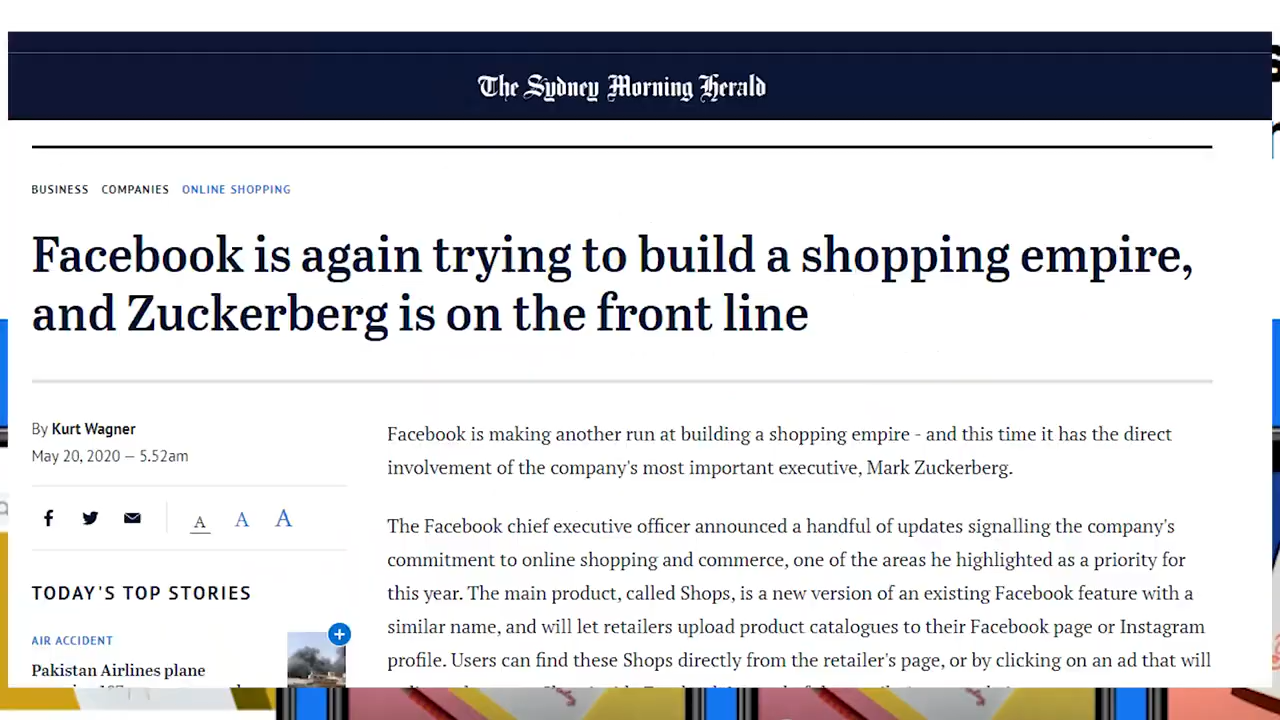 The Sydney Morning Herald
BUSINESS COMPANIES ONLINE SHOPPING
Facebook is again trying to build a shopping empire,
and Zuckerberg is on the front line
By Kurt Wagner
May 20, 2020 — 5.52am
A A A
TODAY'S TOP STORIES
AIR ACCIDENT
Pakistan Airlines plane
Facebook is making another run at building a shopping empire - and this time it has the direct
involvement of the company's most important executive, Mark Zuckerberg.
The Facebook chief executive officer announced a handful of updates signalling the company's
commitment to online shopping and commerce, one of the areas he highlighted as a priority for
this year. The main product, called Shops, is a new version of an existing Facebook feature with a
similar name, and will let retailers upload product catalogues to their Facebook page or Instagram
profile. Users can find these Shops directly from the retailer's page, or by clicking on an ad that will